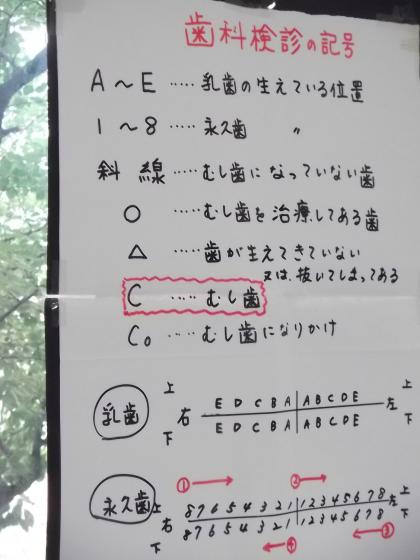 歯科検診の記号
A〜E ‥‥‥ 乳歯の生えている位置
1〜8 ‥‥‥ 永久歯 〃
斜線 ‥‥‥ むし歯になっていない歯
○ ‥‥‥ むし歯を治療してある歯
△ ‥‥‥ 歯が生えてきていない
又は、抜いてしまってある
C ‥‥‥ むし歯
Co ‥‥‥ むし歯になりかけ
乳歯
上 上
右 E D C B A | A B C D E 左
E D C B A | A B C D E
下 下
永久歯
① → ② →
上 8 7 6 5 4 3 2 1 | 1 2 3 4 5 6 7 8 上
右 左
下 8 7 6 5 4 3 2 1 | 1 2 3 4 5 6 7 8 下
← ④ ← ③